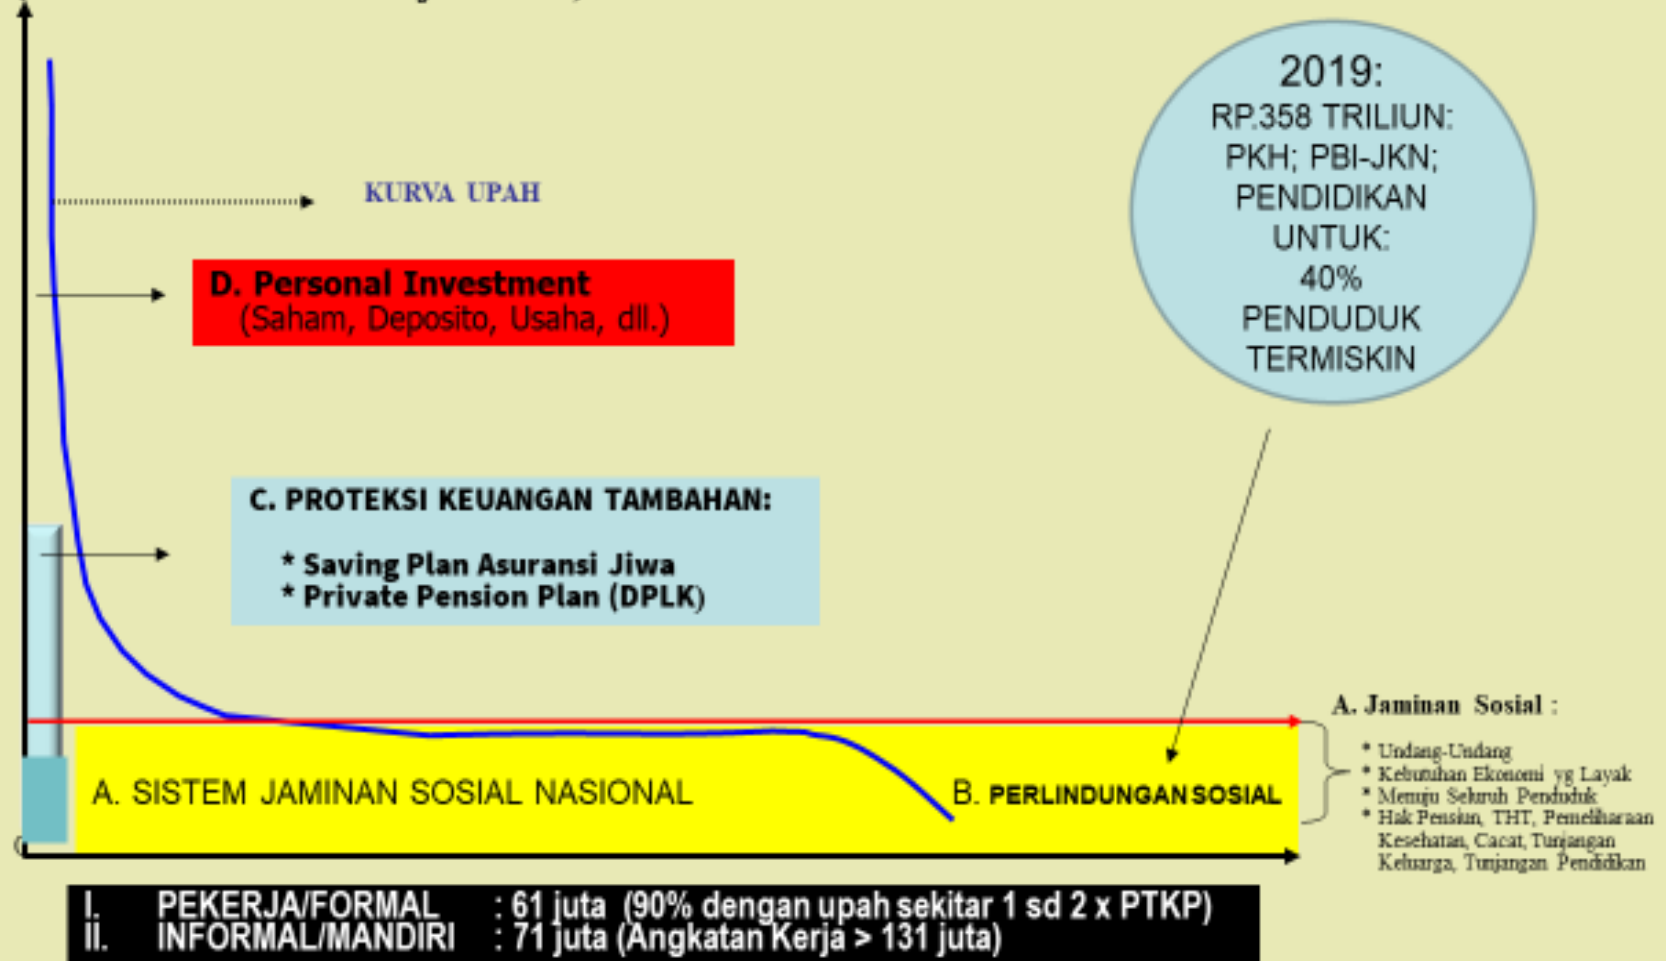 2019:
RP.358 TRILIUN:
PKH; PBI-JKN;
PENDIDIKAN
UNTUK:
40%
PENDUDUK
TERMISKIN
KURVA UPAH
D. Personal Investment
(Saham, Deposito, Usaha, dll.)
C. PROTEKSI KEUANGAN TAMBAHAN:
* Saving Plan Asuransi Jiwa
* Private Pension Plan (DPLK)
A. SISTEM JAMINAN SOSIAL NASIONAL
B. PERLINDUNGAN SOSIAL
A. Jaminan Sosial :
* Undang-Undang
* Kebutuhan Ekonomi yg Layak
* Menuju Seluruh Penduduk
* Hak Pensiun, THT, Pemeliharaan
Kesehatan, Cacat, Tunjangan
Keluarga, Tunjangan Pendidikan
I. PEKERJA/FORMAL : 61 juta (90% dengan upah sekitar 1 sd 2 x PTKP)
II. INFORMAL/MANDIRI : 71 juta (Angkatan Kerja > 131 juta)